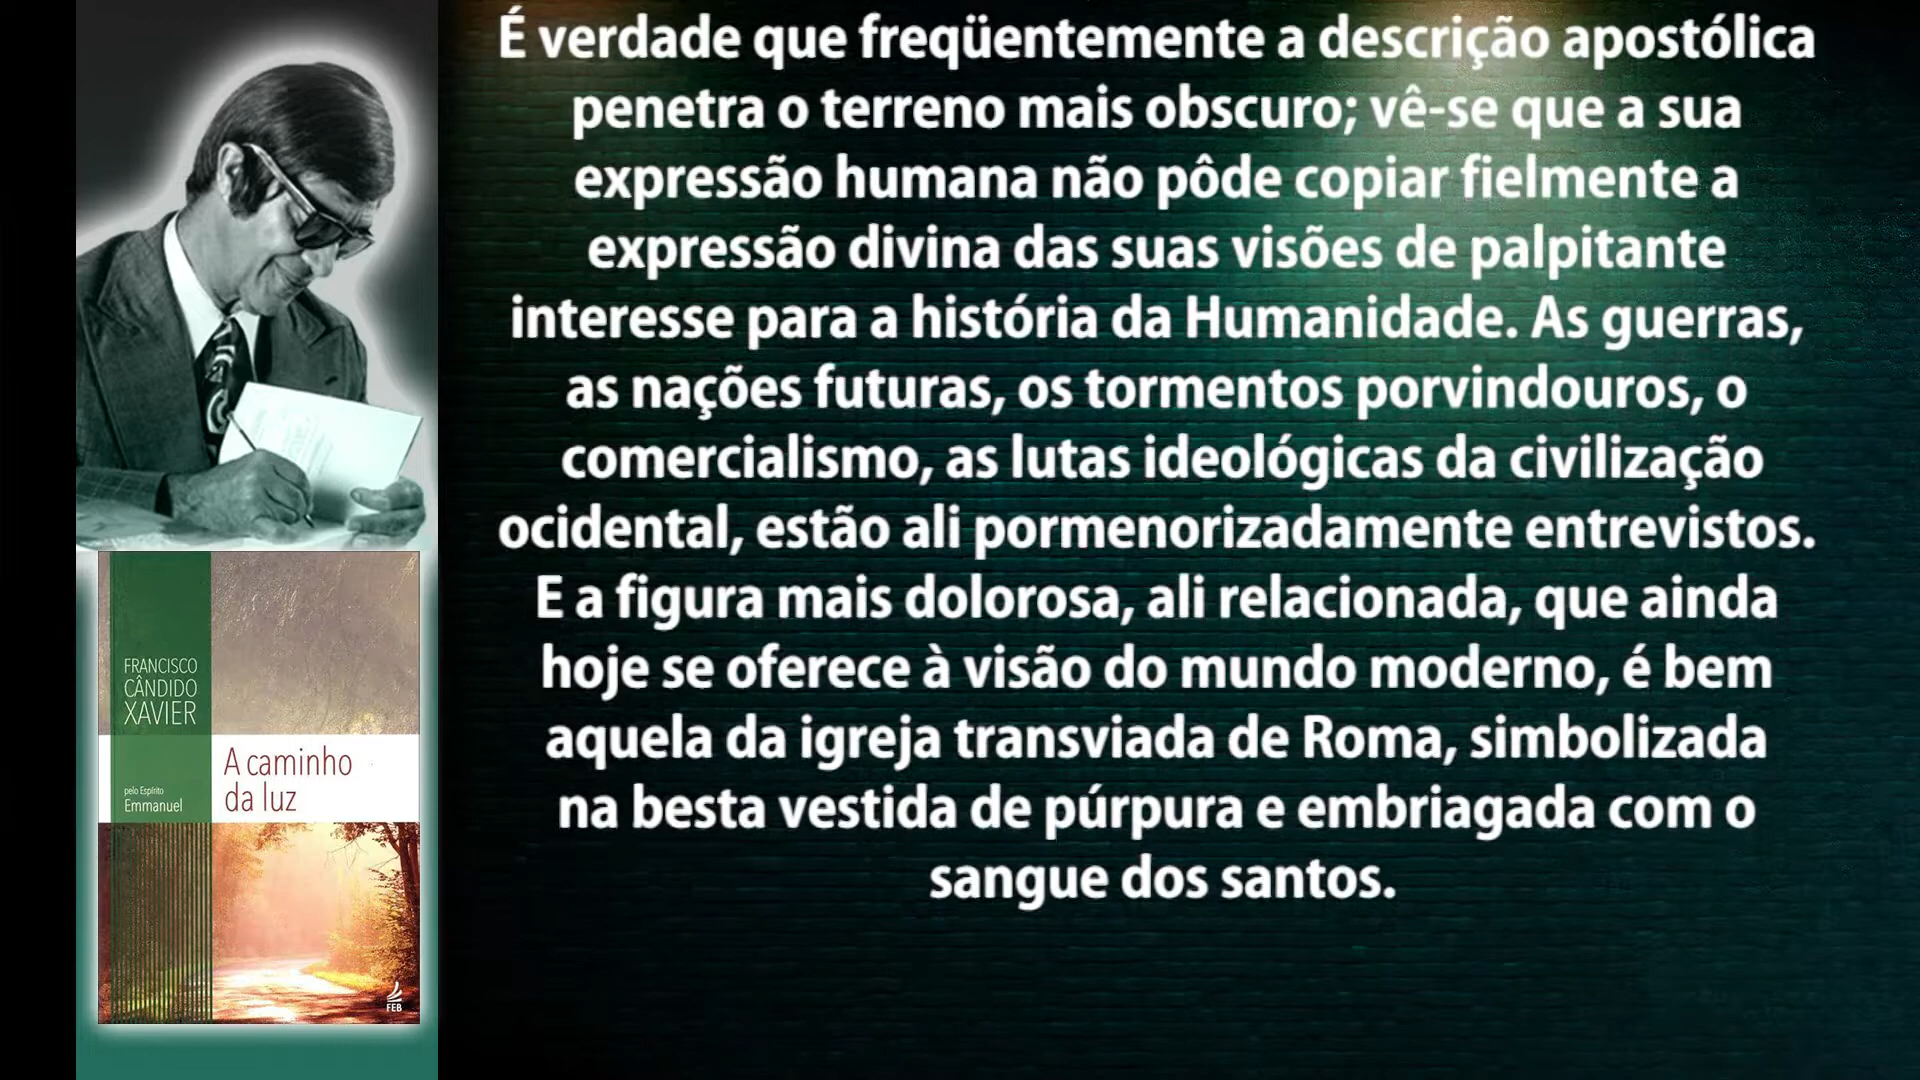 É verdade que freqüentemente a descrição apostólica
penetra o terreno mais obscuro; vê-se que a sua
expressão humana não pôde copiar fielmente a
expressão divina das suas visões de palpitante
interesse para a história da Humanidade. As guerras,
as nações futuras, os tormentos porvindouros, o
comercialismo, as lutas ideológicas da civilização
ocidental, estão ali pormenorizadamente entrevistos.
E a figura mais dolorosa, ali relacionada, que ainda
hoje se oferece à visão do mundo moderno, é bem
aquela da igreja transviada de Roma, simbolizada
na besta vestida de púrpura e embriagada com o
sangue dos santos.
FRANCISCO
CÂNDIDO
XAVIER
A caminho
da luz
pelo Espírito
Emmanuel
FEB